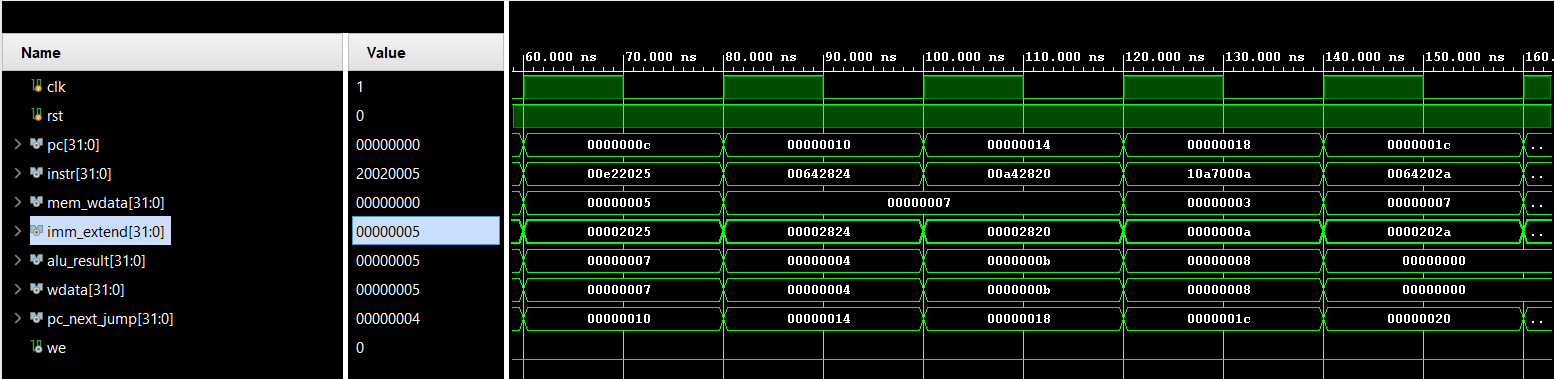 60.000 ns 70.000 ns 80.000 ns 90.000 ns 100.000 ns 110.000 ns 120.000 ns 130.000 ns 140.000 ns 150.000 ns 160.
Name Value
clk 1
rst 0
pc[31:0] 00000000 0000000c 00000010 00000014 00000018 0000001c ..
instr[31:0] 20020005 00e22025 00642824 00a42820 10a7000a 0064202a ..
mem_wdata[31:0] 00000000 00000005 00000007 00000003 00000007 ..
imm_extend[31:0] 00000005 00002025 00002824 00002820 0000000a 0000202a ..
alu_result[31:0] 00000005 00000007 00000004 0000000b 00000008 00000000
wdata[31:0] 00000005 00000007 00000004 0000000b 00000008 00000000
pc_next_jump[31:0] 00000004 00000010 00000014 00000018 0000001c 00000020 ..
we 0